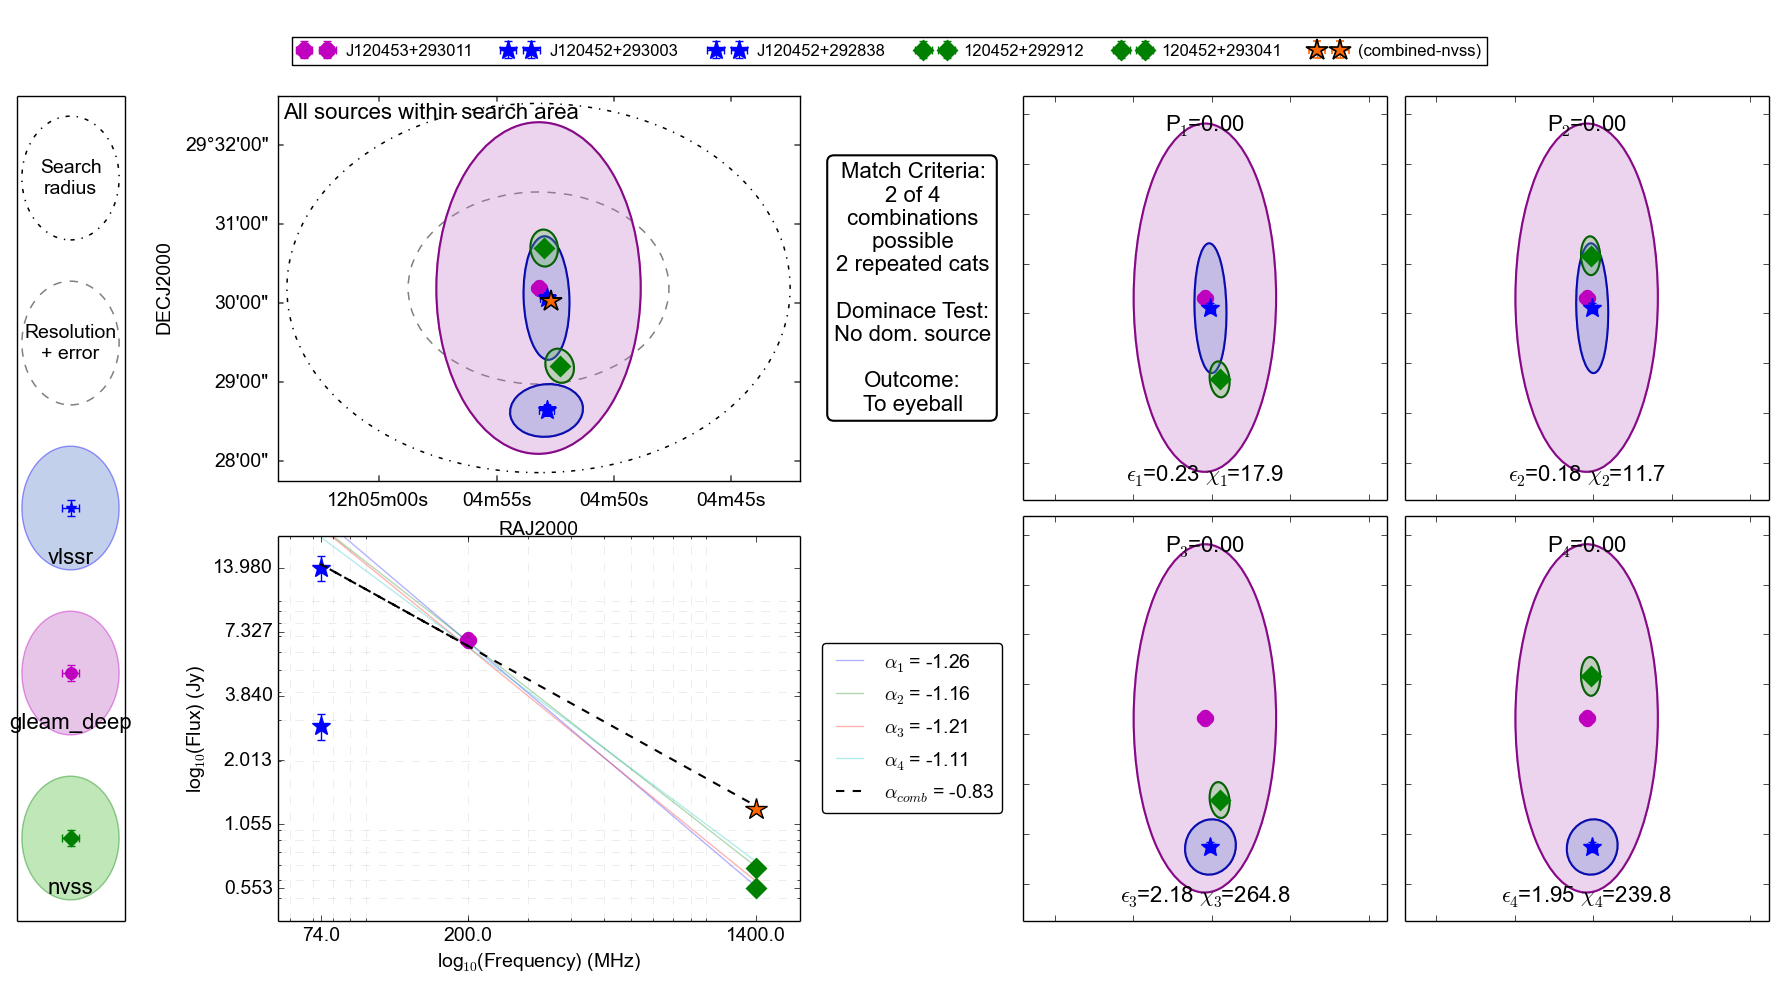 J120453+293011 J120452+293003 J120452+292838 120452+292912 120452+293041 (combined-nvss)
Search
radius
Resolution
+ error
vlssr
gleam_deep
nvss
All sources within search area
DECJ2000
29°32'00"
31'00"
30'00"
29'00"
28'00"
12h05m00s 04m55s 04m50s 04m45s
RAJ2000
Match Criteria:
2 of 4
combinations
possible
2 repeated cats
Dominace Test:
No dom. source
Outcome:
To eyeball
P1=0.00
ϵ1=0.23 χ1=17.9
P2=0.00
ϵ2=0.18 χ2=11.7
log10(Flux) (Jy)
13.980
7.327
3.840
2.013
1.055
0.553
74.0 200.0 1400.0
log10(Frequency) (MHz)
α1 = -1.26
α2 = -1.16
α3 = -1.21
α4 = -1.11
αcomb = -0.83
P3=0.00
ϵ3=2.18 χ3=264.8
P4=0.00
ϵ4=1.95 χ4=239.8